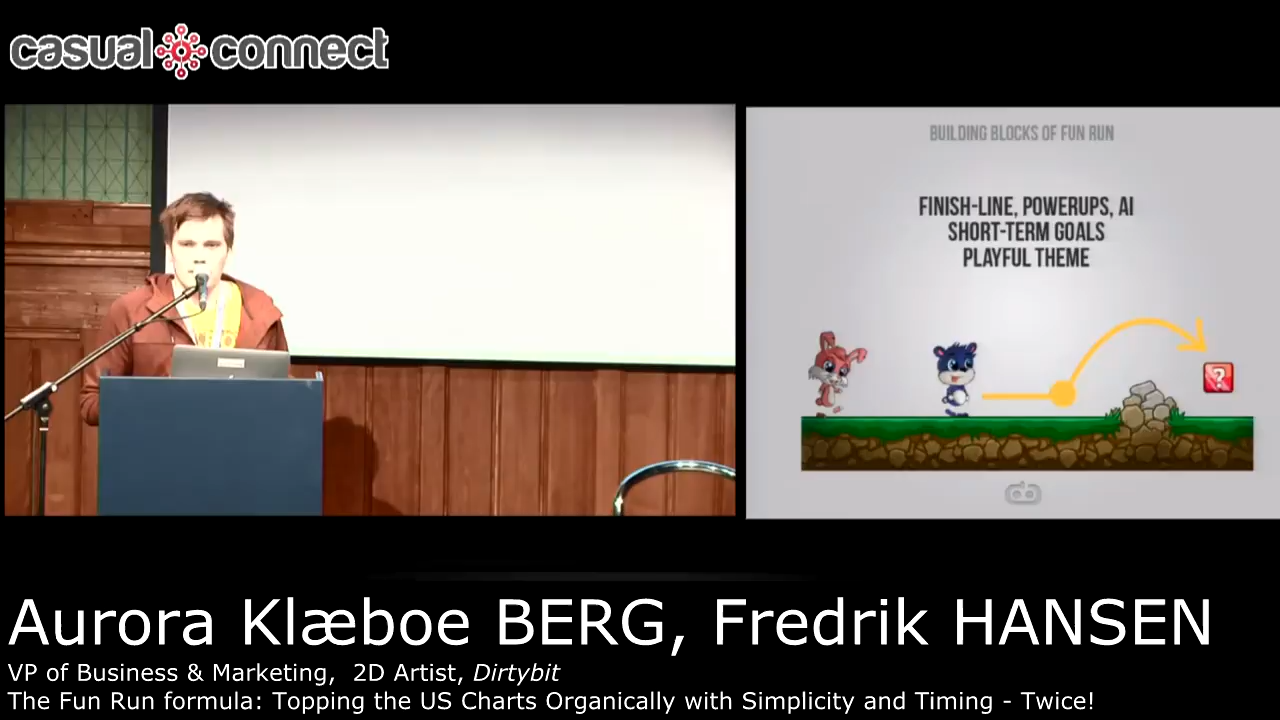 casual connect
BUILDING BLOCKS OF FUN RUN
FINISH-LINE, POWERUPS, AI
SHORT-TERM GOALS
PLAYFUL THEME
?
Aurora Klæboe BERG, Fredrik HANSEN
VP of Business & Marketing, 2D Artist, Dirtybit
The Fun Run formula: Topping the US Charts Organically with Simplicity and Timing - Twice!